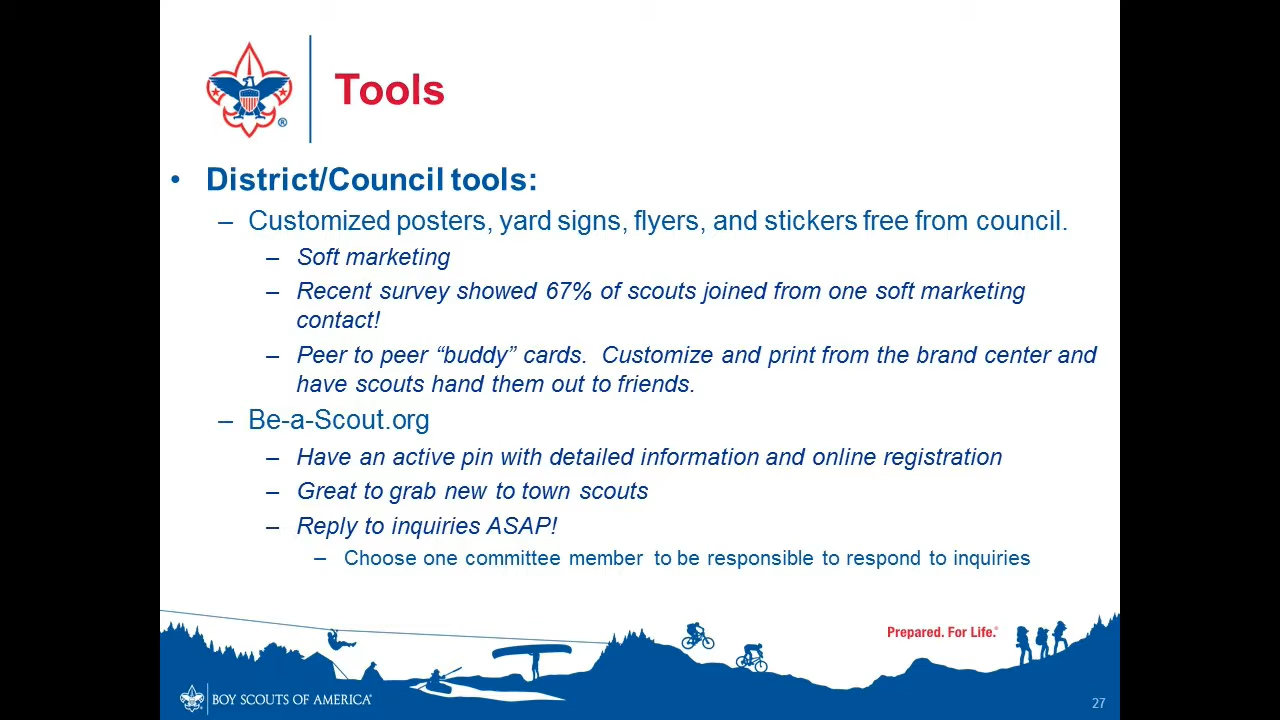 Tools
• District/Council tools:
– Customized posters, yard signs, flyers, and stickers free from council.
– Soft marketing
– Recent survey showed 67% of scouts joined from one soft marketing
contact!
– Peer to peer “buddy” cards.  Customize and print from the brand center and
have scouts hand them out to friends.
– Be-a-Scout.org
– Have an active pin with detailed information and online registration
– Great to grab new to town scouts
– Reply to inquiries ASAP!
– Choose one committee member to be responsible to respond to inquiries
Prepared. For Life.®
BOY SCOUTS OF AMERICA®
27